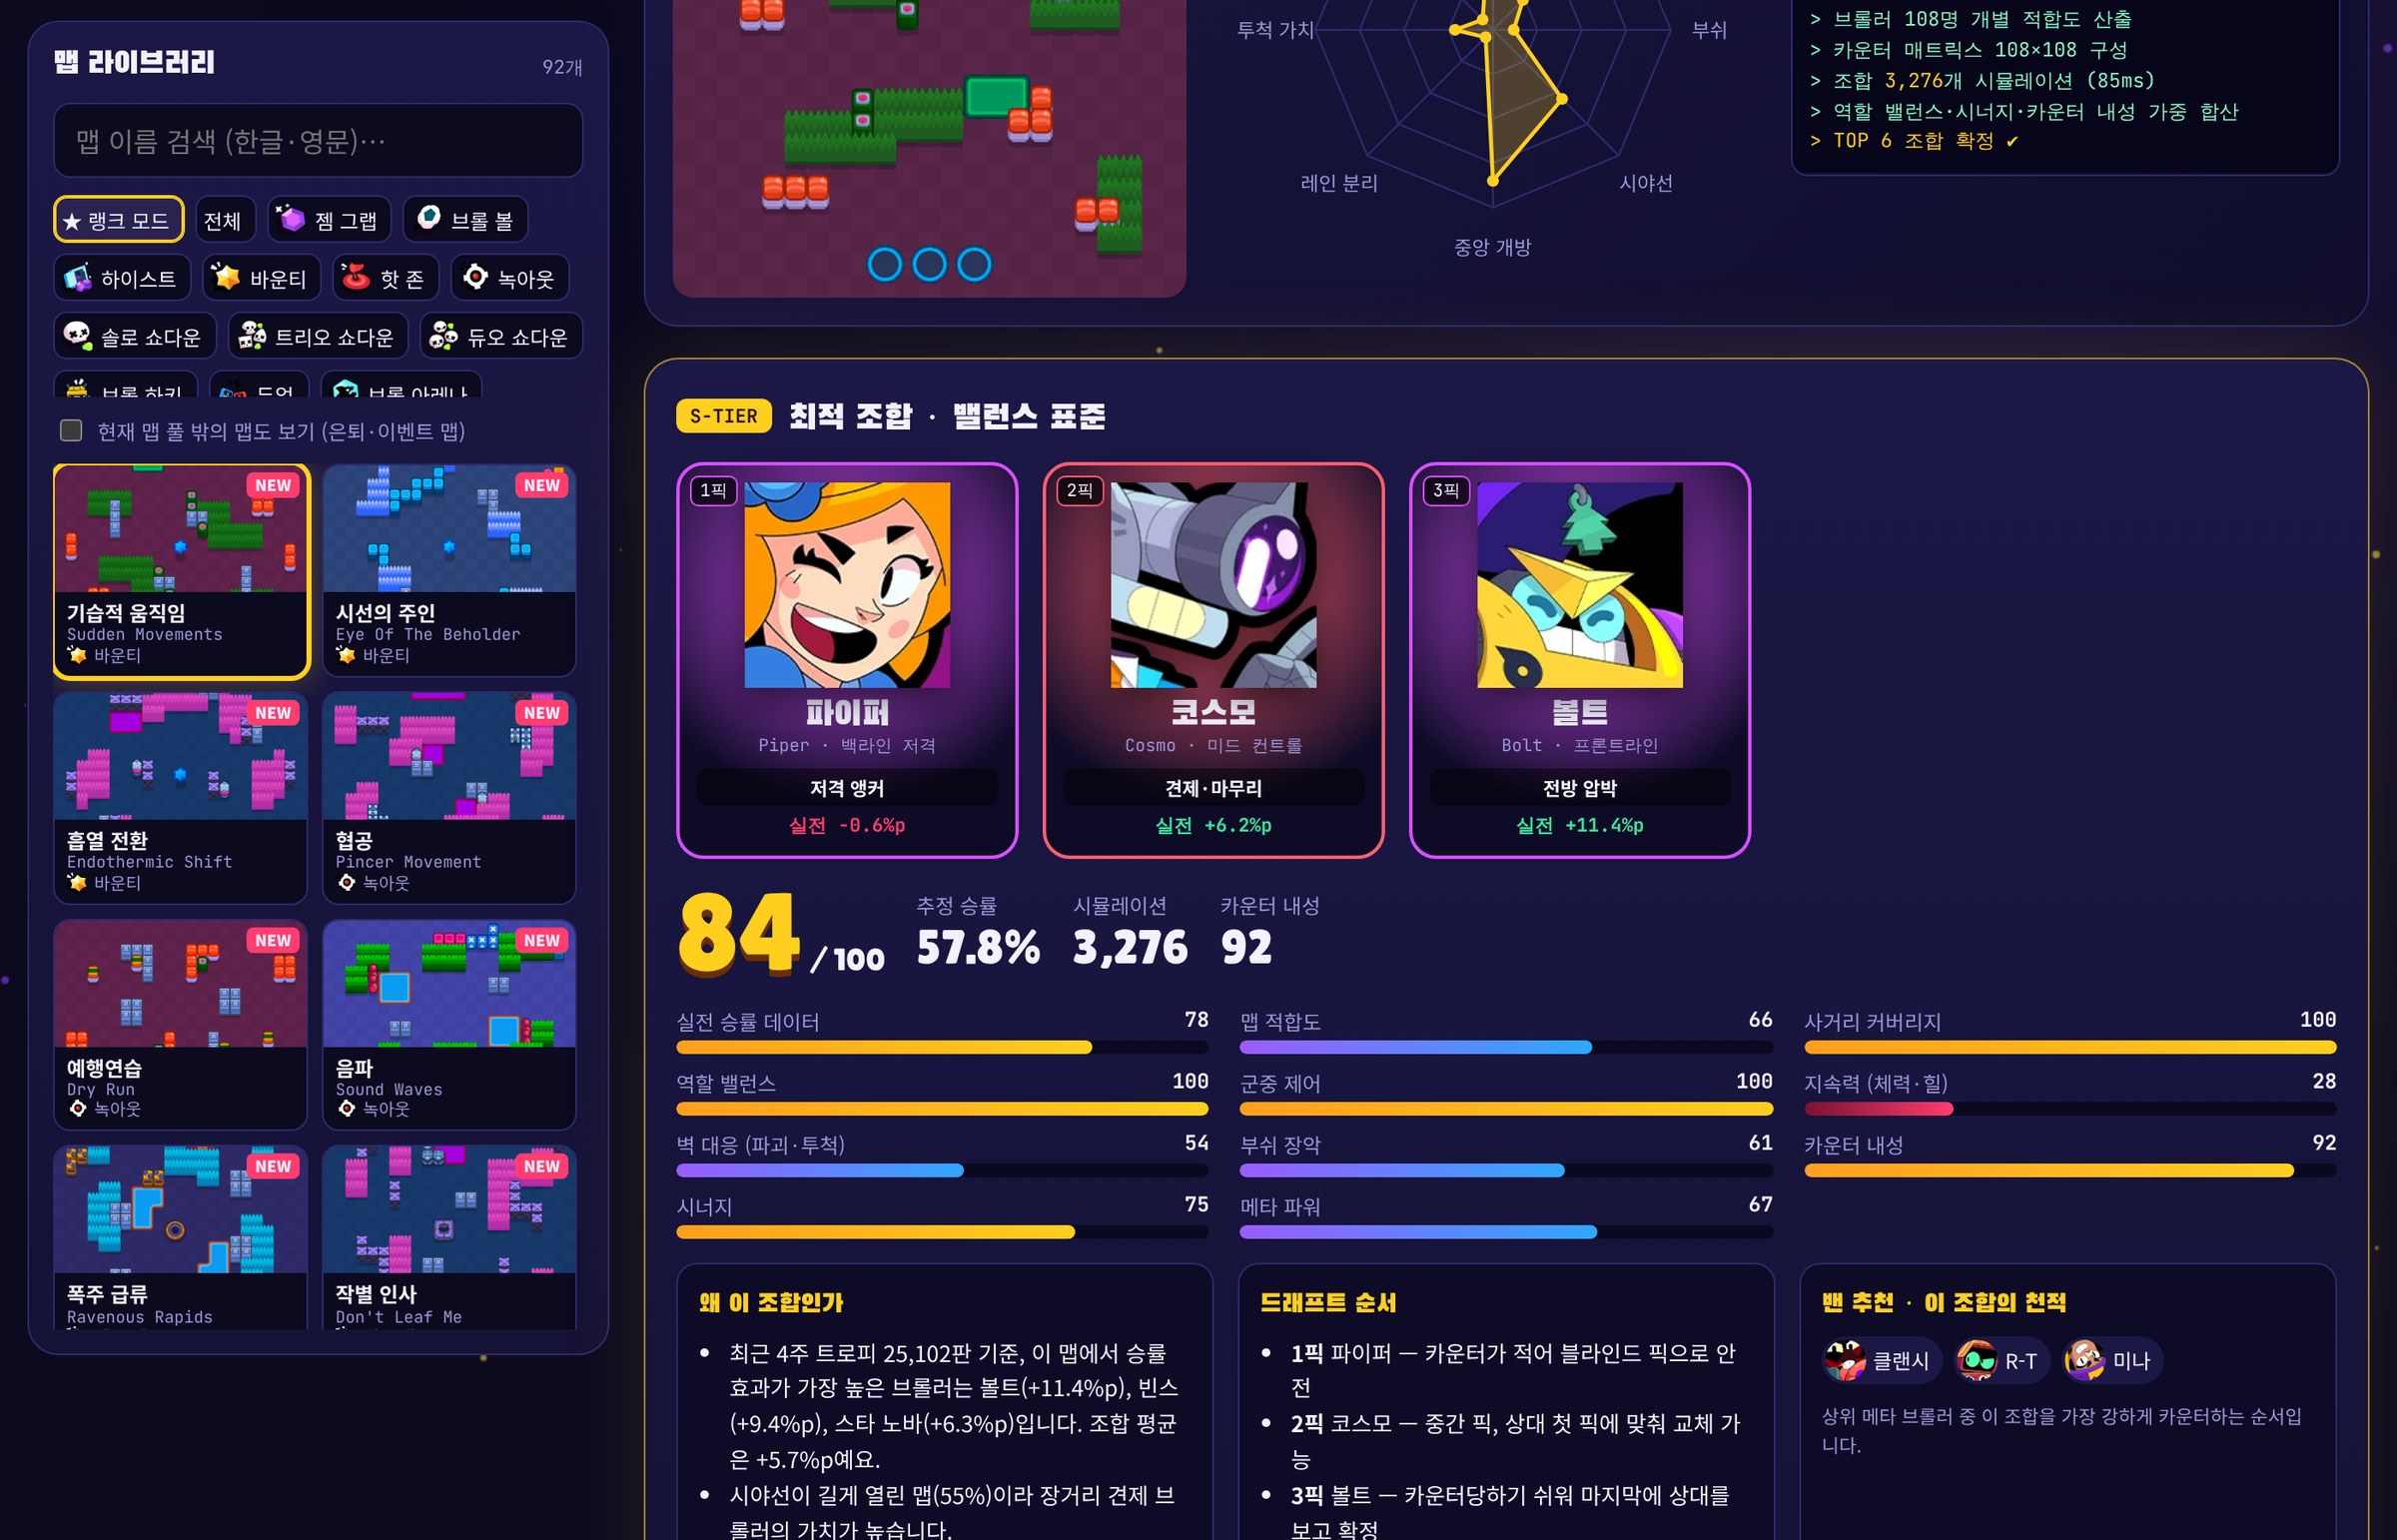 맵 라이브러리
92개
맵 이름 검색 (한글·영문)…
★ 랭크 모드
전체
젬 그랩
브롤 볼
하이스트
바운티
핫 존
녹아웃
솔로 쇼다운
트리오 쇼다운
듀오 쇼다운
브롤 하키
듀얼
브롤 아레나
현재 맵 풀 밖의 맵도 보기 (은퇴·이벤트 맵)
NEW
기습적 움직임
Sudden Movements
바운티
NEW
시선의 주인
Eye Of The Beholder
바운티
NEW
흡열 전환
Endothermic Shift
바운티
NEW
협공
Pincer Movement
녹아웃
NEW
예행연습
Dry Run
녹아웃
NEW
음파
Sound Waves
녹아웃
NEW
폭주 급류
Ravenous Rapids
NEW
작별 인사
Don't Leaf Me
투척 가치
부쉬
레인 분리
시야선
중앙 개방
> 브롤러 108명 개별 적합도 산출
> 카운터 매트릭스 108×108 구성
> 조합 3,276개 시뮬레이션 (85ms)
> 역할 밸런스·시너지·카운터 내성 가중 합산
> TOP 6 조합 확정 ✔
S-TIER 최적 조합 · 밸런스 표준
1픽
파이퍼
Piper · 백라인 저격
저격 앵커
실전 -0.6%p
2픽
코스모
Cosmo · 미드 컨트롤
견제·마무리
실전 +6.2%p
3픽
볼트
Bolt · 프론트라인
전방 압박
실전 +11.4%p
84 / 100
추정 승률
57.8%
시뮬레이션
3,276
카운터 내성
92
실전 승률 데이터 78
맵 적합도 66
사거리 커버리지 100
역할 밸런스 100
군중 제어 100
지속력 (체력·힐) 28
벽 대응 (파괴·투척) 54
부쉬 장악 61
카운터 내성 92
시너지 75
메타 파워 67
왜 이 조합인가
• 최근 4주 트로피 25,102판 기준, 이 맵에서 승률
효과가 가장 높은 브롤러는 볼트(+11.4%p), 빈스
(+9.4%p), 스타 노바(+6.3%p)입니다. 조합 평균
은 +5.7%p예요.
• 시야선이 길게 열린 맵(55%)이라 장거리 견제 브
롤러의 가치가 높습니다.
드래프트 순서
• 1픽 파이퍼 — 카운터가 적어 블라인드 픽으로 안
전
• 2픽 코스모 — 중간 픽, 상대 첫 픽에 맞춰 교체 가
능
• 3픽 볼트 — 카운터당하기 쉬워 마지막에 상대를
보고 확정
밴 추천 · 이 조합의 천적
클랜시
R-T
미나
상위 메타 브롤러 중 이 조합을 가장 강하게 카운터하는 순서입
니다.